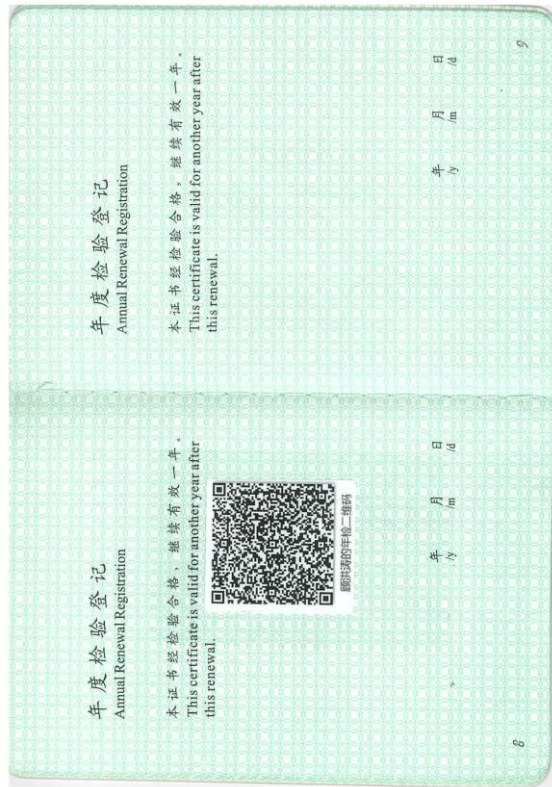 年度检验登记
Annual Renewal Registration
本证书经检验合格，继续有效一年。
This certificate is valid for another year after
this renewal.
顾洪涛的年检二维码
年 月 日
/y /m /d
8
年度检验登记
Annual Renewal Registration
本证书经检验合格，继续有效一年。
This certificate is valid for another year after
this renewal.
年 月 日
/y /m /d
9